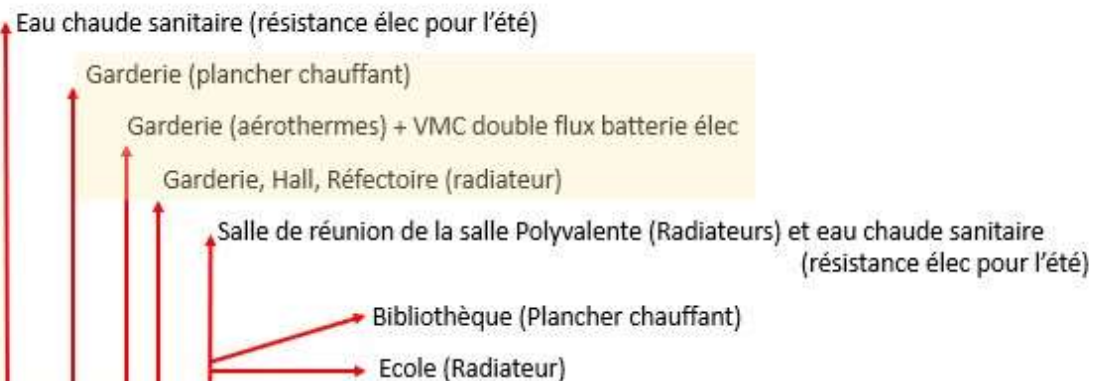 Eau chaude sanitaire (résistance élec pour l’été)
Garderie (plancher chauffant)
Garderie (aérothermes) + VMC double flux batterie élec
Garderie, Hall, Réfectoire (radiateur)
Salle de réunion de la salle Polyvalente (Radiateurs) et eau chaude sanitaire
(résistance élec pour l’été)
Bibliothèque (Plancher chauffant)
Ecole (Radiateur)